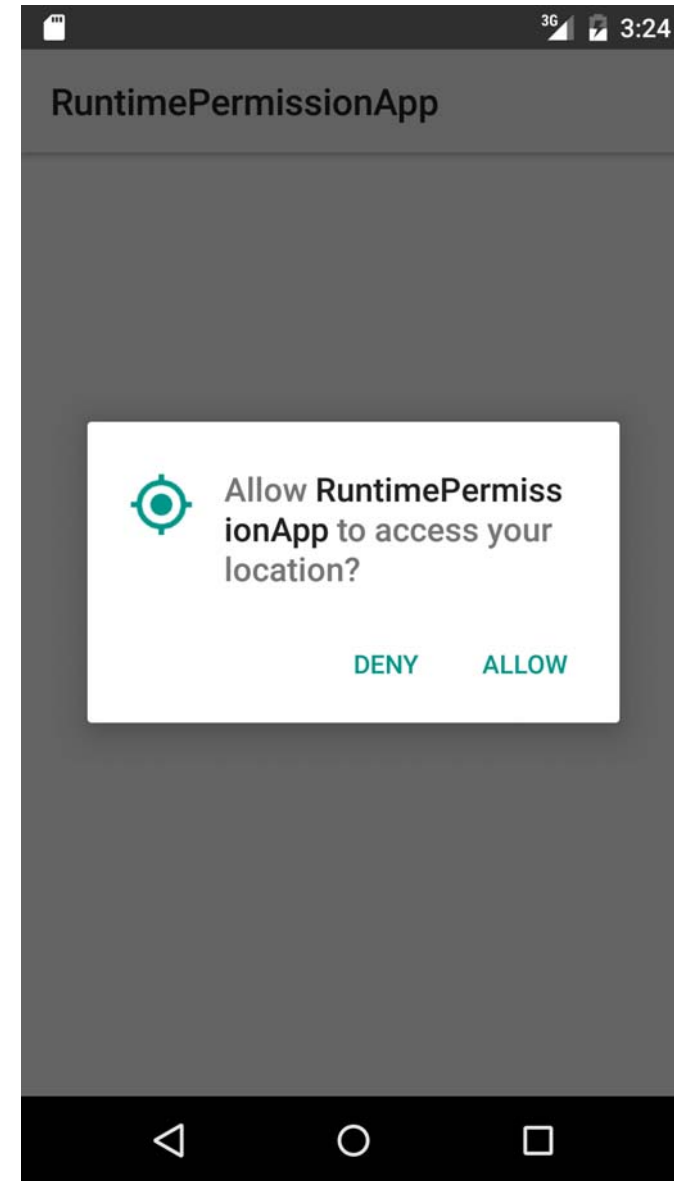 3G 3:24
RuntimePermissionApp
Allow RuntimePermiss
ionApp to access your
location?
DENY ALLOW